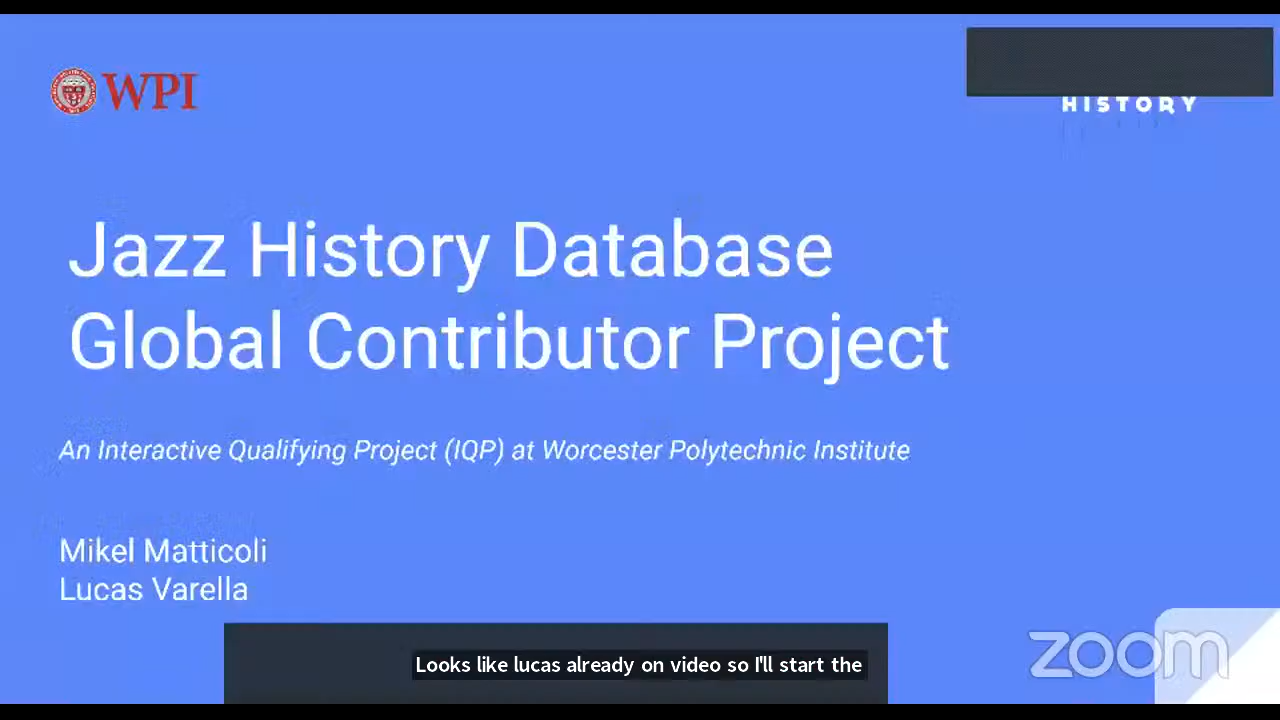 WPI
HISTORY
Jazz History Database
Global Contributor Project
An Interactive Qualifying Project (IQP) at Worcester Polytechnic Institute
Mikel Matticoli
Lucas Varella
Looks like lucas already on video so I'll start the
zoom